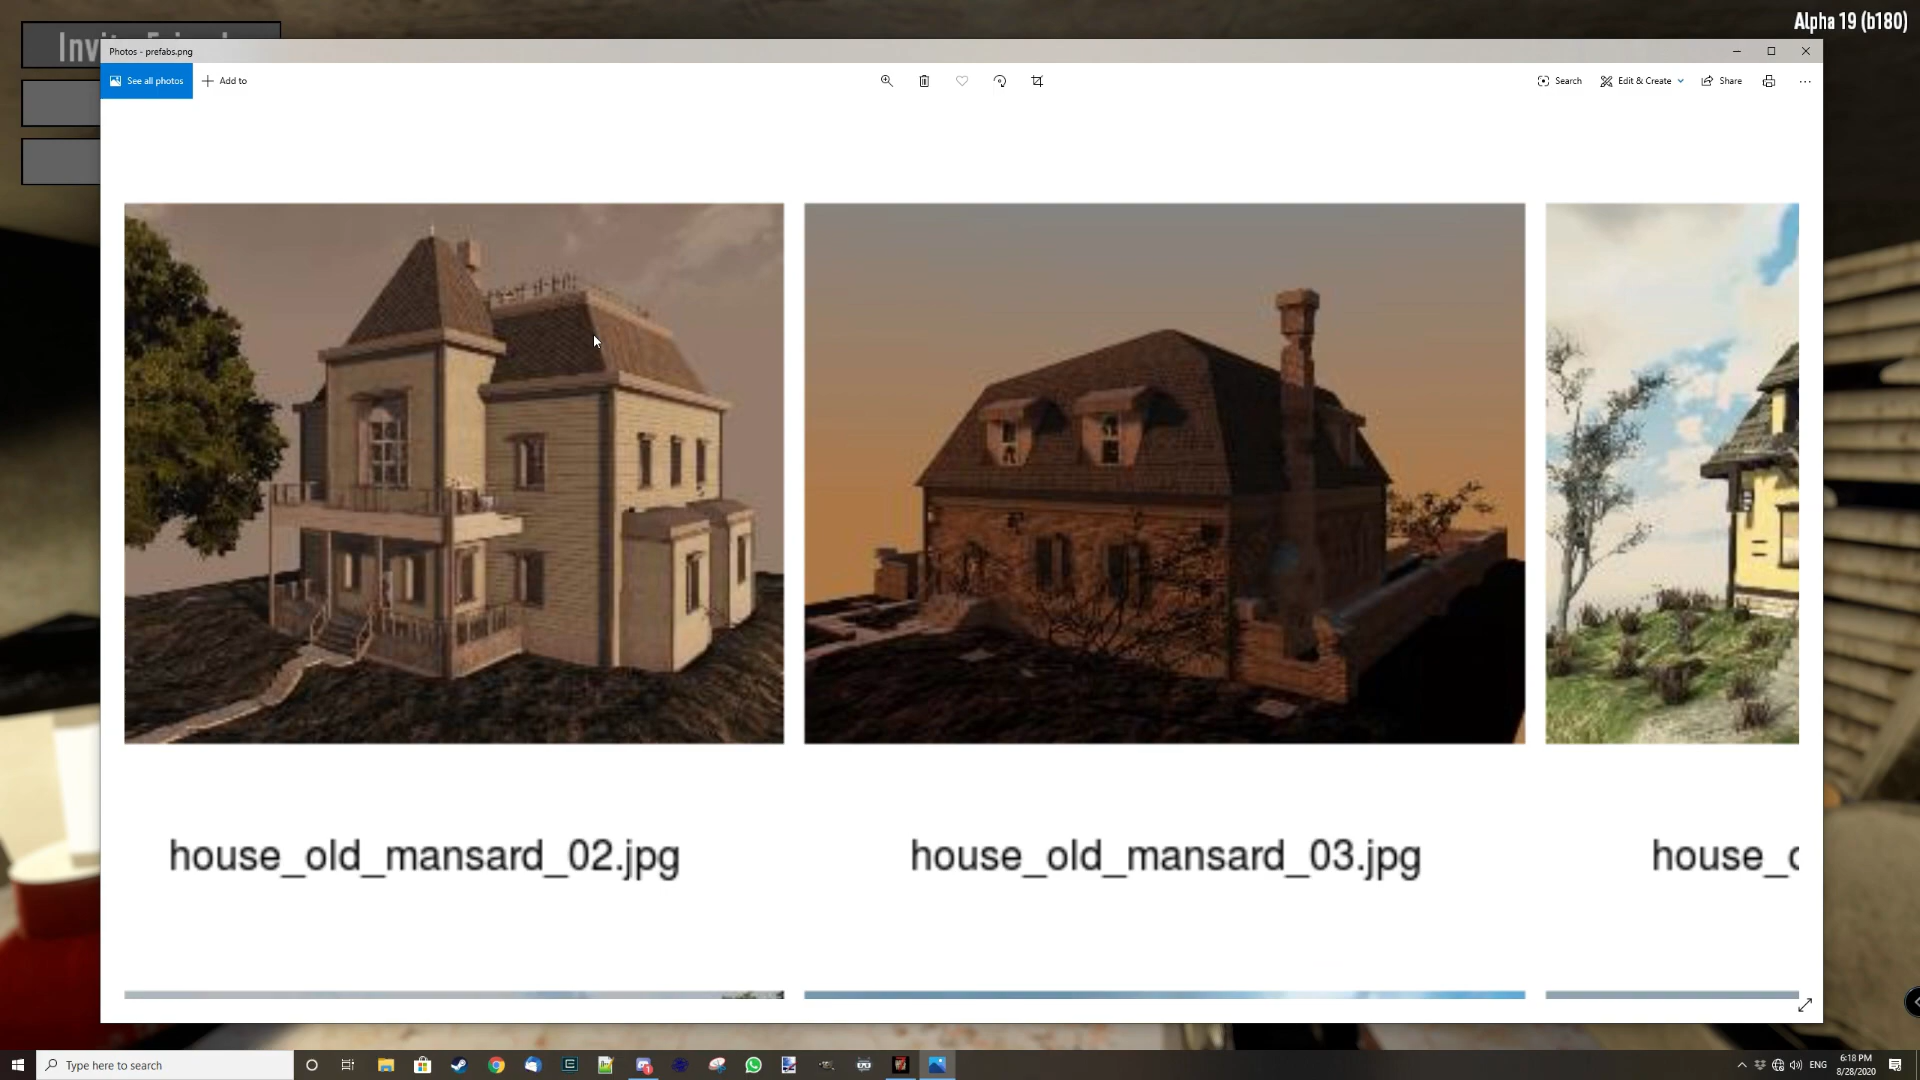 Alpha 19 (b180)
Photos - prefabs.png
See all photos
Add to
Search
Edit & Create
Share
house_old_mansard_02.jpg
house_old_mansard_03.jpg
Type here to search
ENG
6:18 PM
8/28/2020